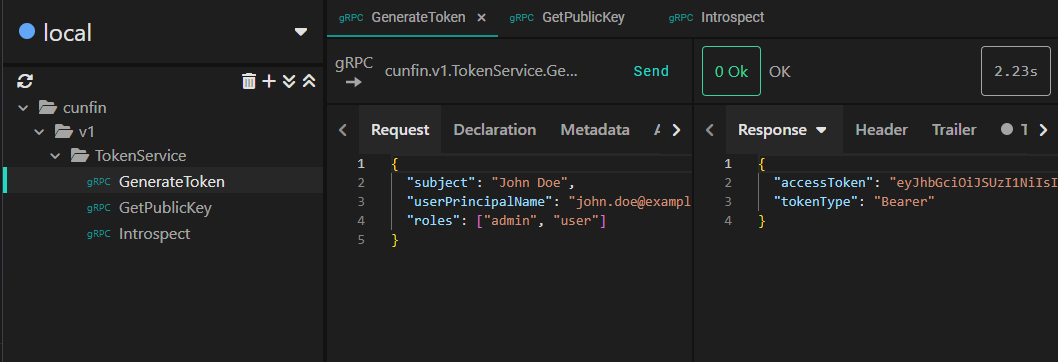 local
cunfin
v1
TokenService
gRPC GenerateToken
gRPC GetPublicKey
gRPC Introspect
gRPC GenerateToken × gRPC GetPublicKey gRPC Introspect
gRPC cunfin.v1.TokenService.Ge... Send
Request Declaration Metadata
1 {
2 "subject": "John Doe",
3 "userPrincipalName": "john.doe@exampl
4 "roles": ["admin", "user"]
5 }
0 Ok OK 2.23s
Response Header Trailer
1 {
2 "accessToken": "eyJhbGciOiJSUzI1NiIsI
3 "tokenType": "Bearer"
4 }